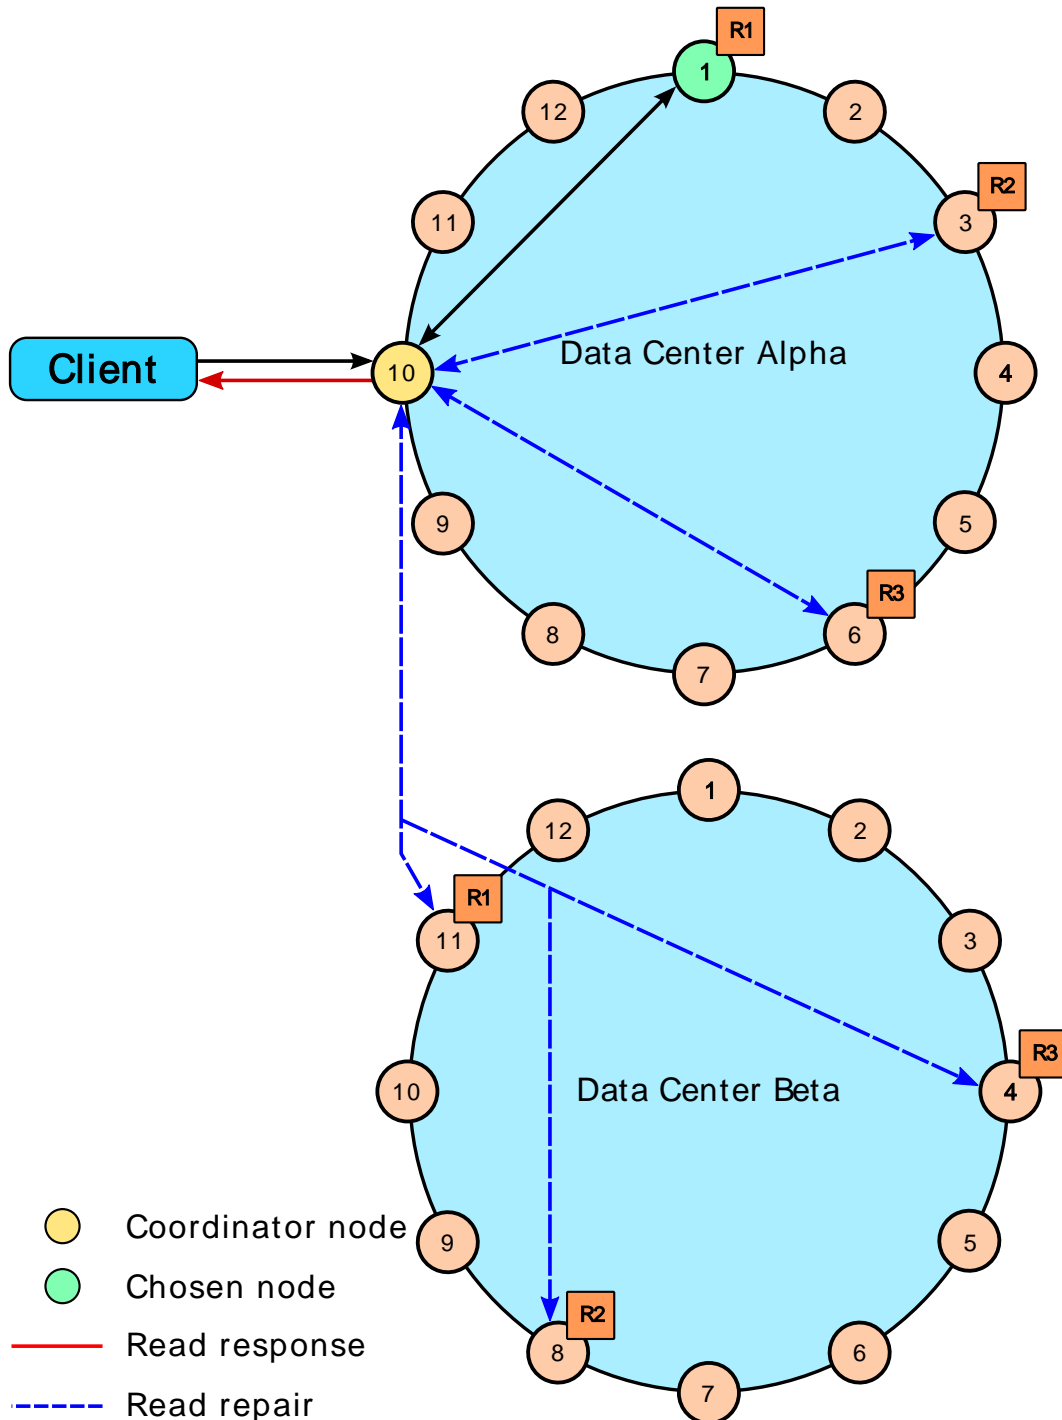 R1
1
12
2
R2
11
3
Client
10
Data Center Alpha
4
9
5
R3
8
6
7
1
12
2
R1
11
3
R3
10
Data Center Beta
4
Coordinator node
9
5
Chosen node
R2
Read response
8
6
7
Read repair